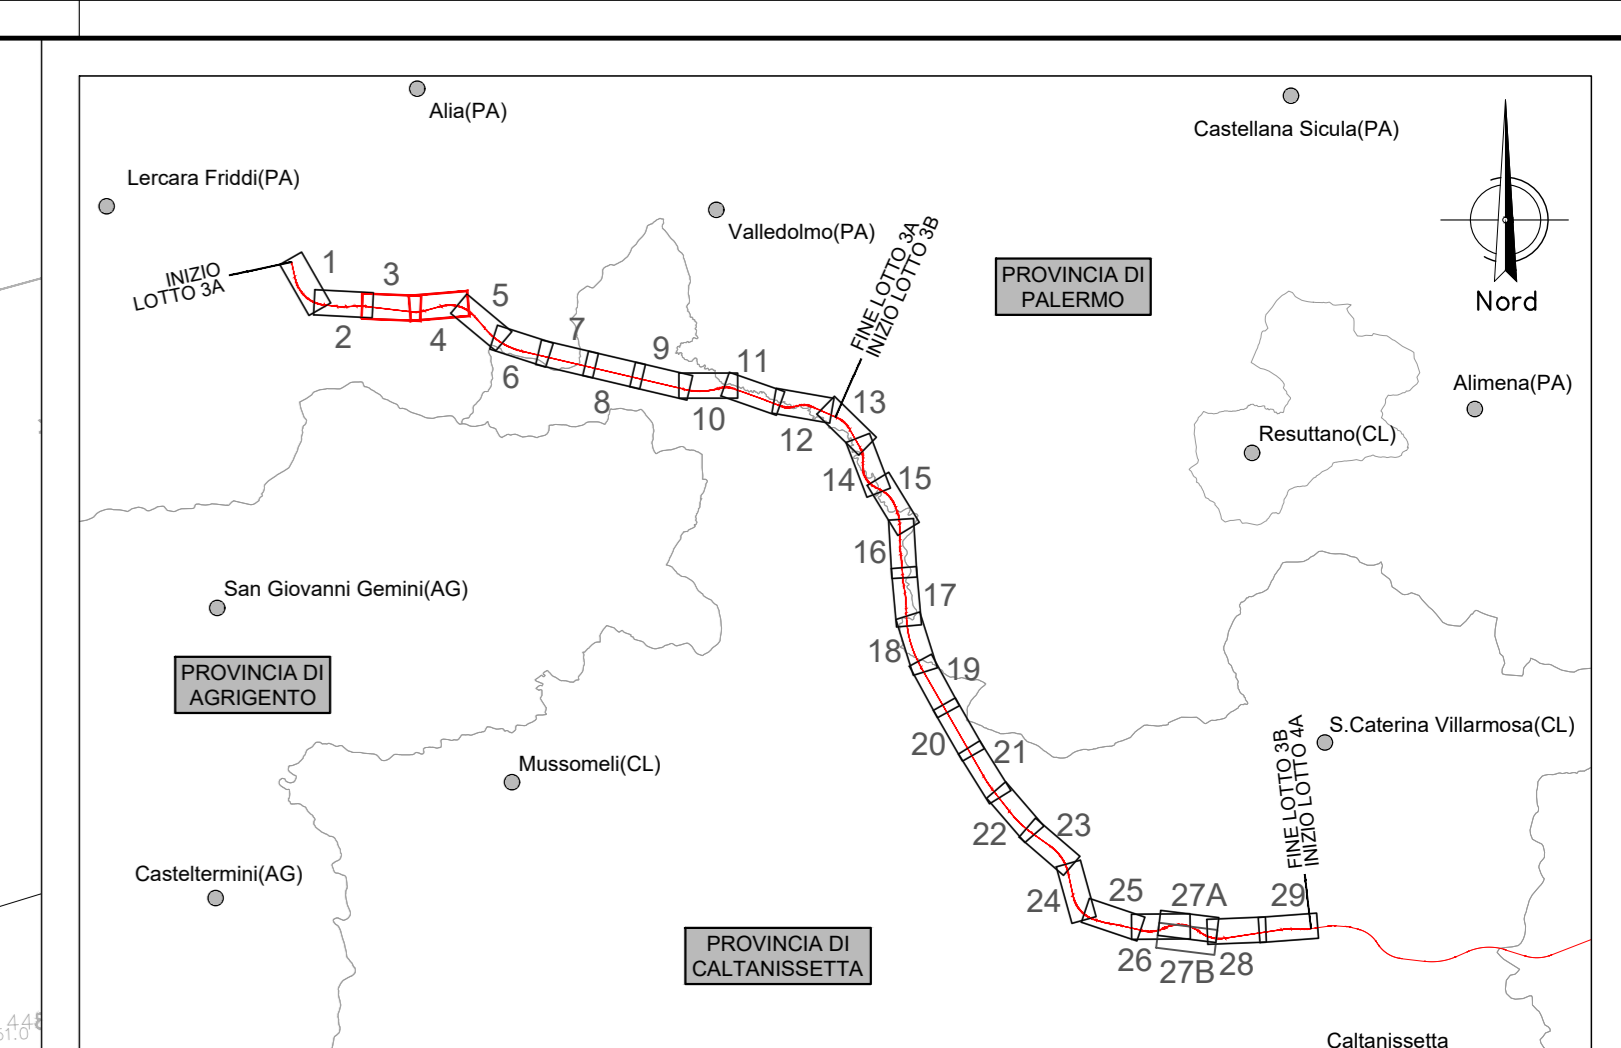 Alia(PA)
Castellana Sicula(PA)
Lercara Friddi(PA)
Valledolmo(PA)
FINE LOTTO 3A
INIZIO LOTTO 3B
PROVINCIA DI
PALERMO
Nord
INIZIO
LOTTO 3A
1
2
3
4
5
6
7
8
9
10
11
12
13
14
15
16
17
18
19
20
21
22
23
24
25
26
27A
27B
28
29
Alimena(PA)
Resuttano(CL)
San Giovanni Gemini(AG)
PROVINCIA DI
AGRIGENTO
S.Caterina Villarmosa(CL)
FINE LOTTO 3B
INIZIO LOTTO 4A
Mussomeli(CL)
Casteltermini(AG)
PROVINCIA DI
CALTANISSETTA
Caltanissetta